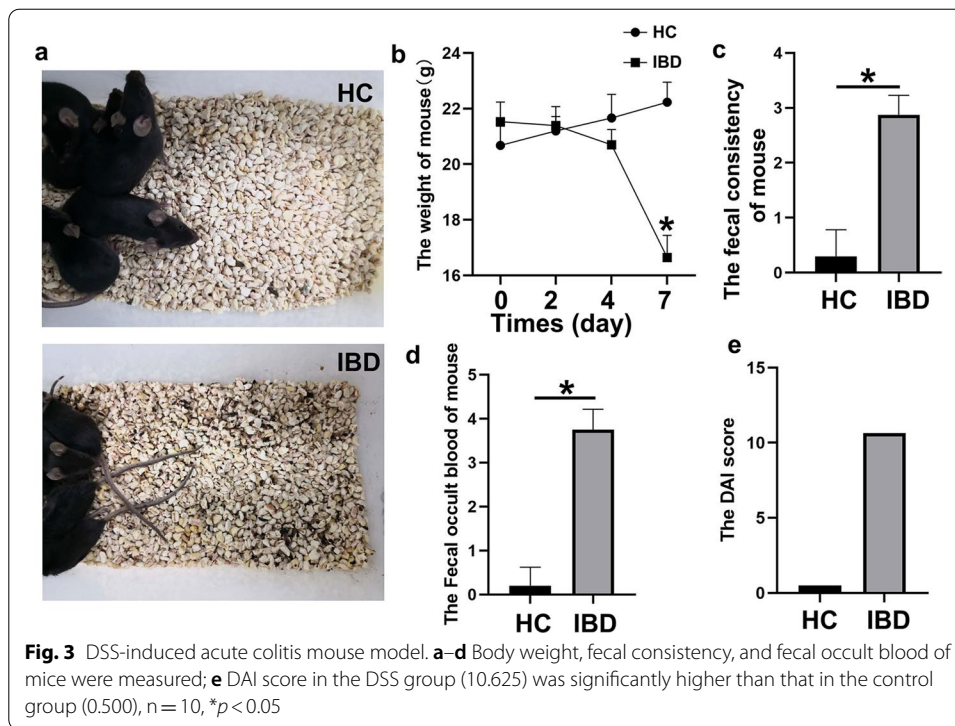 a
HC
IBD
b
HC
IBD
The weight of mouse (g)
24
22
20
18
16
*
0 2 4 7
Times (day)
c
The fecal consistency
of mouse
4
3
2
1
0
*
HC IBD
d
The Fecal occult blood of mouse
5
4
3
2
1
0
*
HC IBD
e
The DAI score
15
10
5
0
HC IBD
Fig. 3 DSS-induced acute colitis mouse model. a–d Body weight, fecal consistency, and fecal occult blood of
mice were measured; e DAI score in the DSS group (10.625) was significantly higher than that in the control
group (0.500), n = 10, *p < 0.05